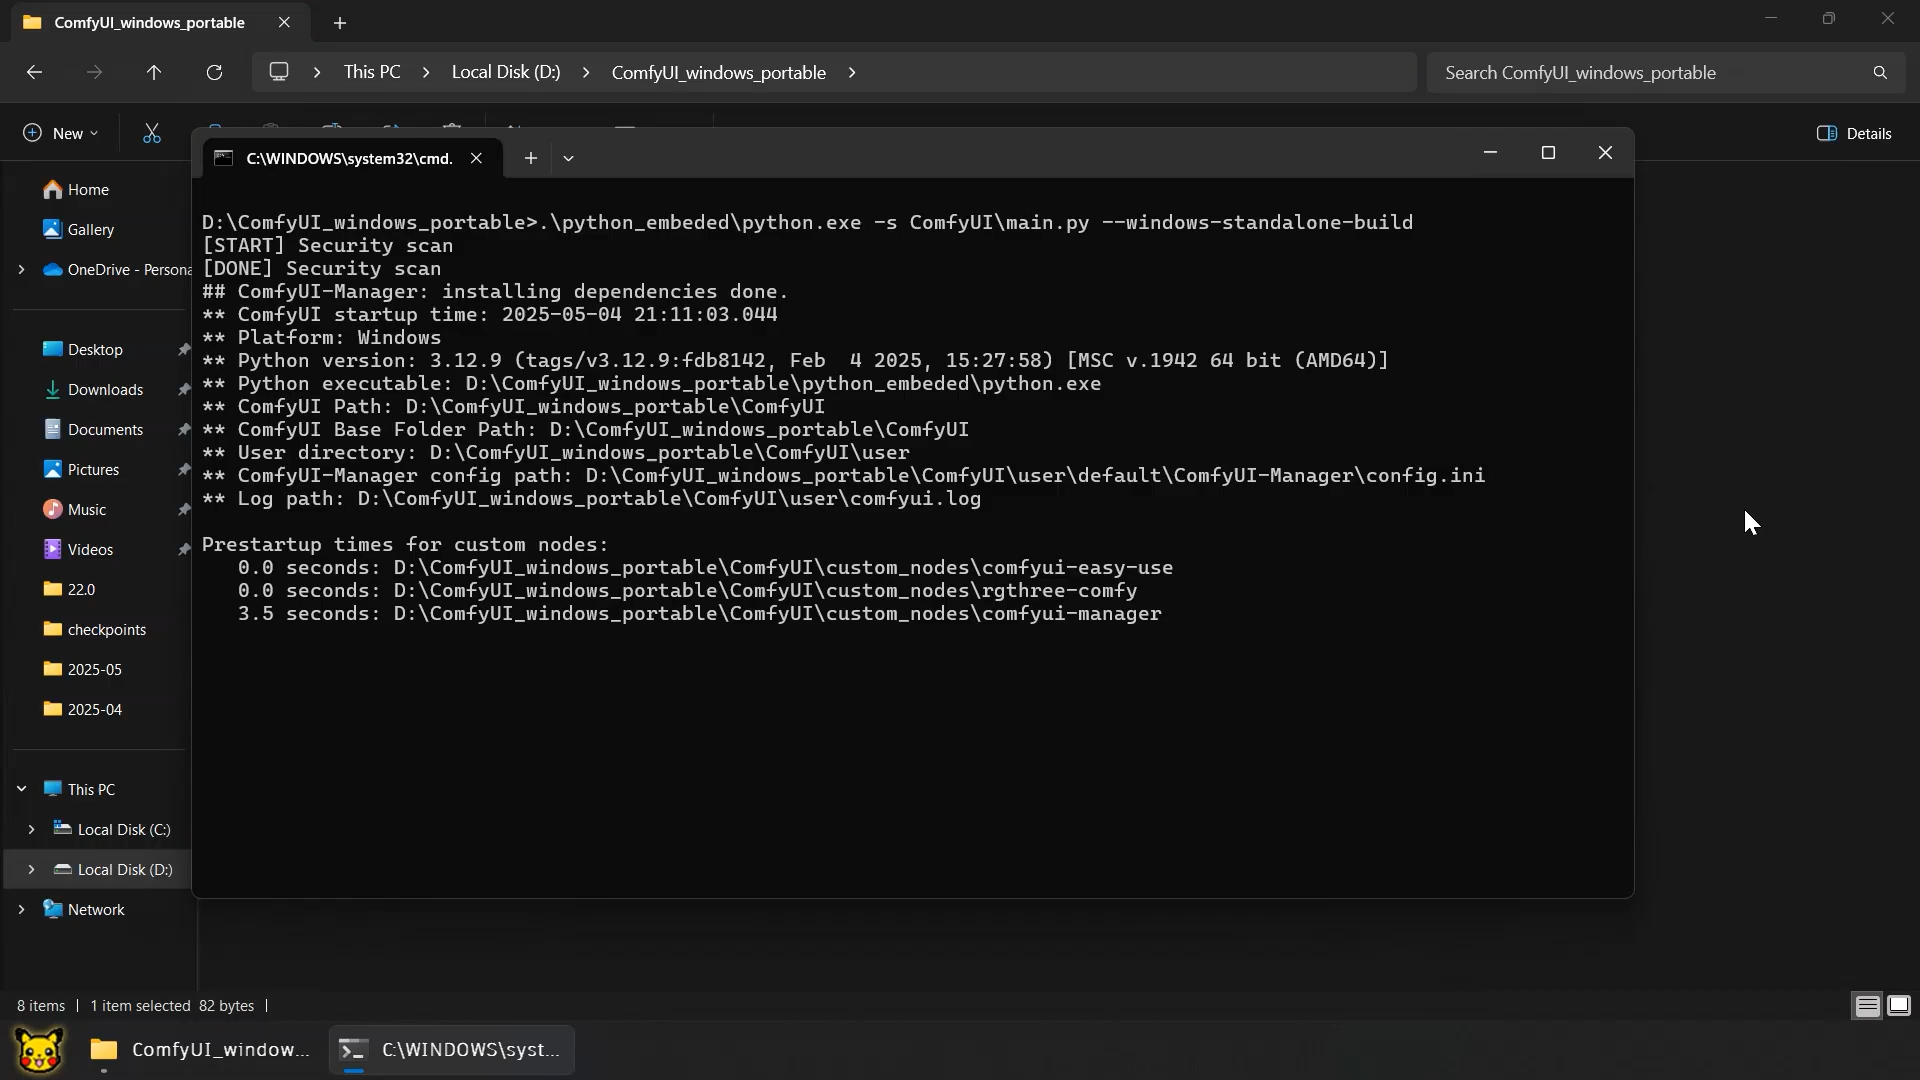 ComfyUI_windows_portable
This PC
Local Disk (D:)
ComfyUI_windows_portable
Search ComfyUI_windows_portable
New
Details
C:\WINDOWS\system32\cmd.
Home
Gallery
OneDrive - Persona
Desktop
Downloads
Documents
Pictures
Music
Videos
22.0
checkpoints
2025-05
2025-04
This PC
Local Disk (C:)
Local Disk (D:)
Network
D:\ComfyUI_windows_portable>.\python_embeded\python.exe -s ComfyUI\main.py --windows-standalone-build
[START] Security scan
[DONE] Security scan
## ComfyUI-Manager: installing dependencies done.
** ComfyUI startup time: 2025-05-04 21:11:03.044
** Platform: Windows
** Python version: 3.12.9 (tags/v3.12.9:fdb8142, Feb  4 2025, 15:27:58) [MSC v.1942 64 bit (AMD64)]
** Python executable: D:\ComfyUI_windows_portable\python_embeded\python.exe
** ComfyUI Path: D:\ComfyUI_windows_portable\ComfyUI
** ComfyUI Base Folder Path: D:\ComfyUI_windows_portable\ComfyUI
** User directory: D:\ComfyUI_windows_portable\ComfyUI\user
** ComfyUI-Manager config path: D:\ComfyUI_windows_portable\ComfyUI\user\default\ComfyUI-Manager\config.ini
** Log path: D:\ComfyUI_windows_portable\ComfyUI\user\comfyui.log
Prestartup times for custom nodes:
0.0 seconds: D:\ComfyUI_windows_portable\ComfyUI\custom_nodes\comfyui-easy-use
0.0 seconds: D:\ComfyUI_windows_portable\ComfyUI\custom_nodes\rgthree-comfy
3.5 seconds: D:\ComfyUI_windows_portable\ComfyUI\custom_nodes\comfyui-manager
8 items
1 item selected 82 bytes
ComfyUI_window...
C:\WINDOWS\syst...